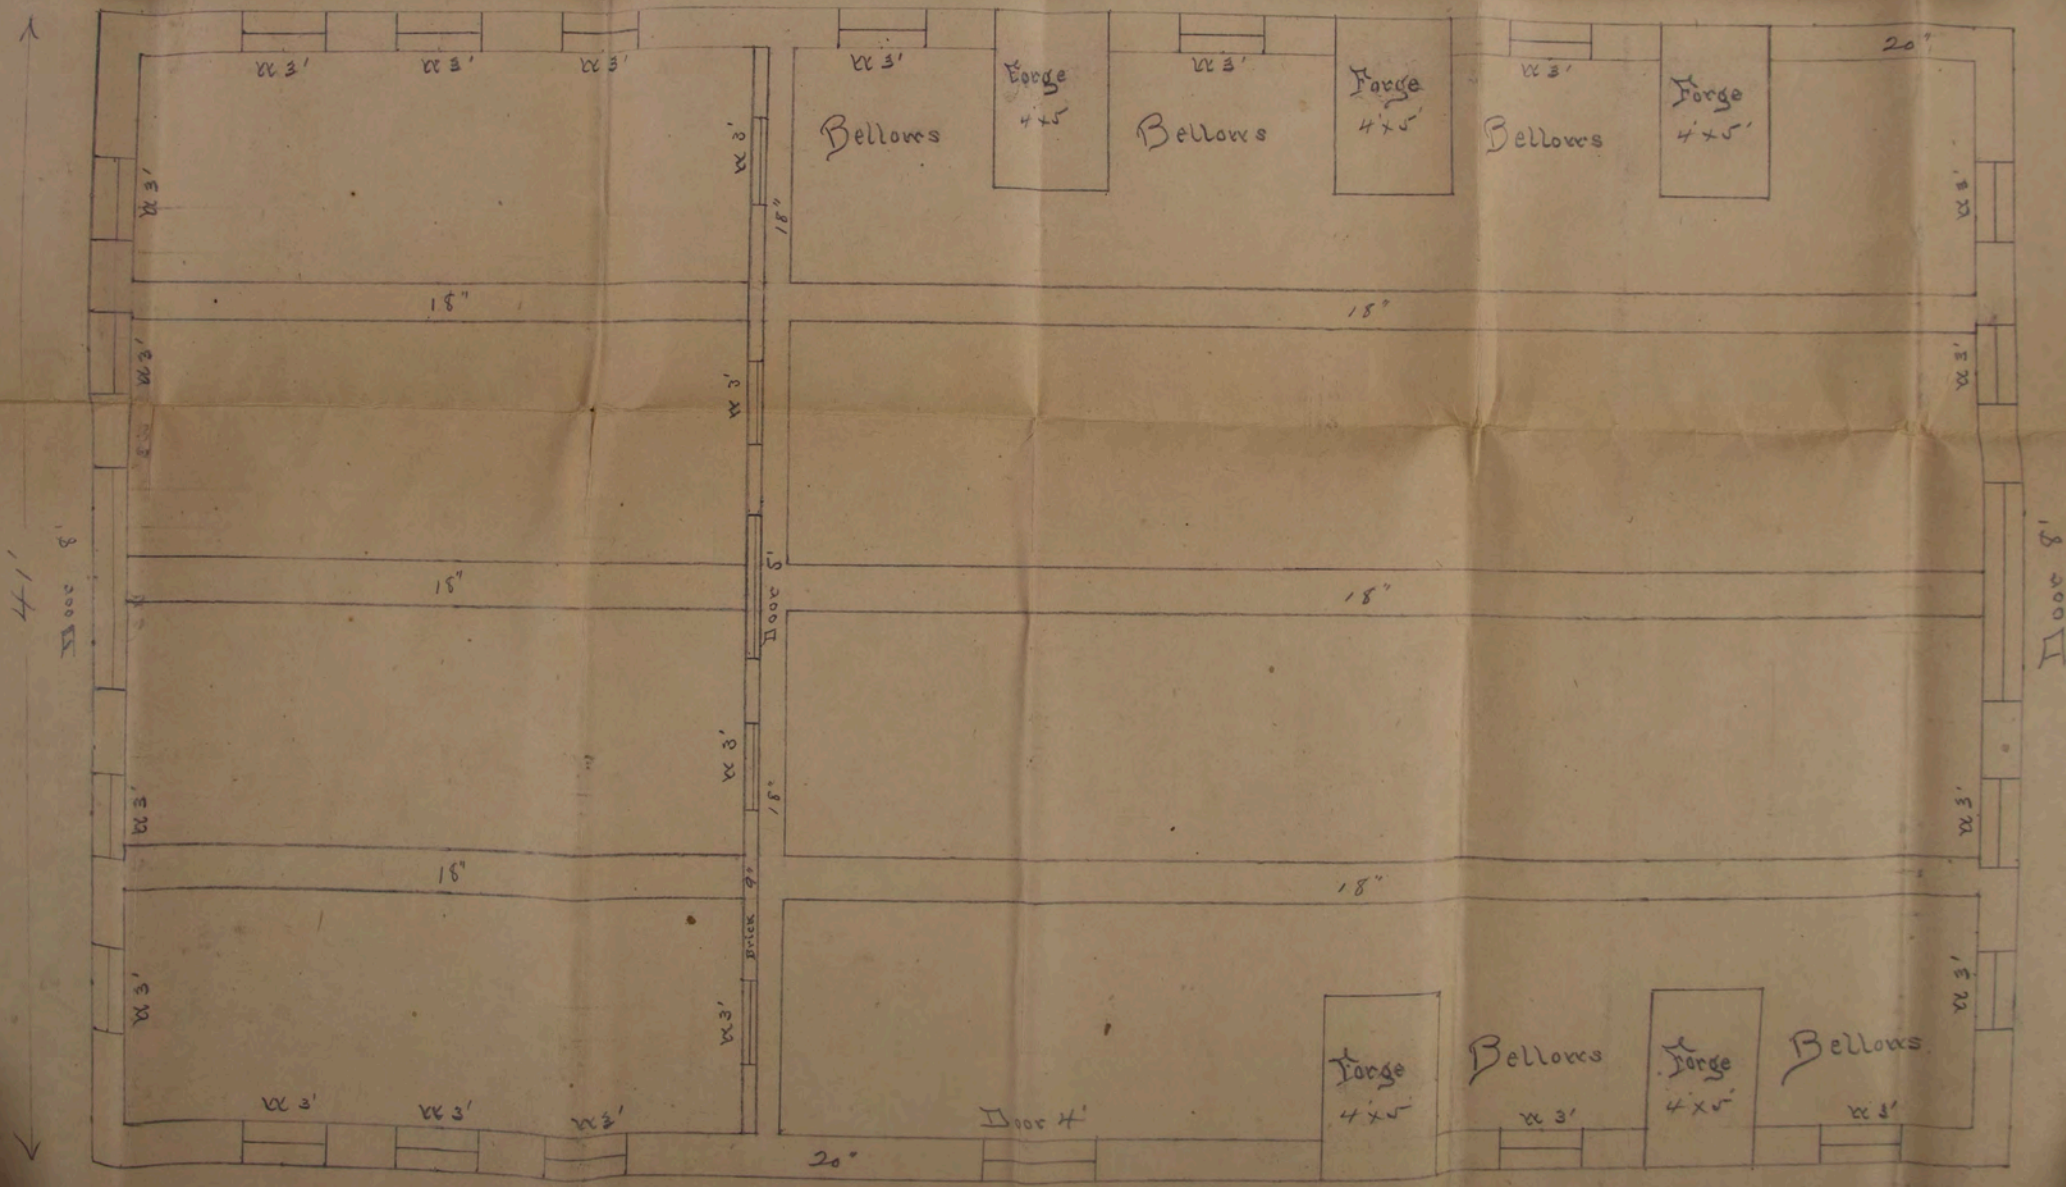 W 3' W 3' W 3' W 3' W 3' W 3' 20"
Forge
4'x5'
Forge
4'x5'
Forge
4'x5'
Bellows Bellows Bellows
W 3' W 3' W 3'
18"
18" 18"
W 3' W 3' W 3'
41'
Door 8' Door 5' Door 8'
18" 18"
W 3' W 3' W 3'
18"
18" Brick 9" 18"
W 3' W 3' W 3'
Forge
4'x5'
Bellows
Forge
4'x5'
Bellows
W 3' W 3' W 3' Door 4' W 3' W 3'
20"